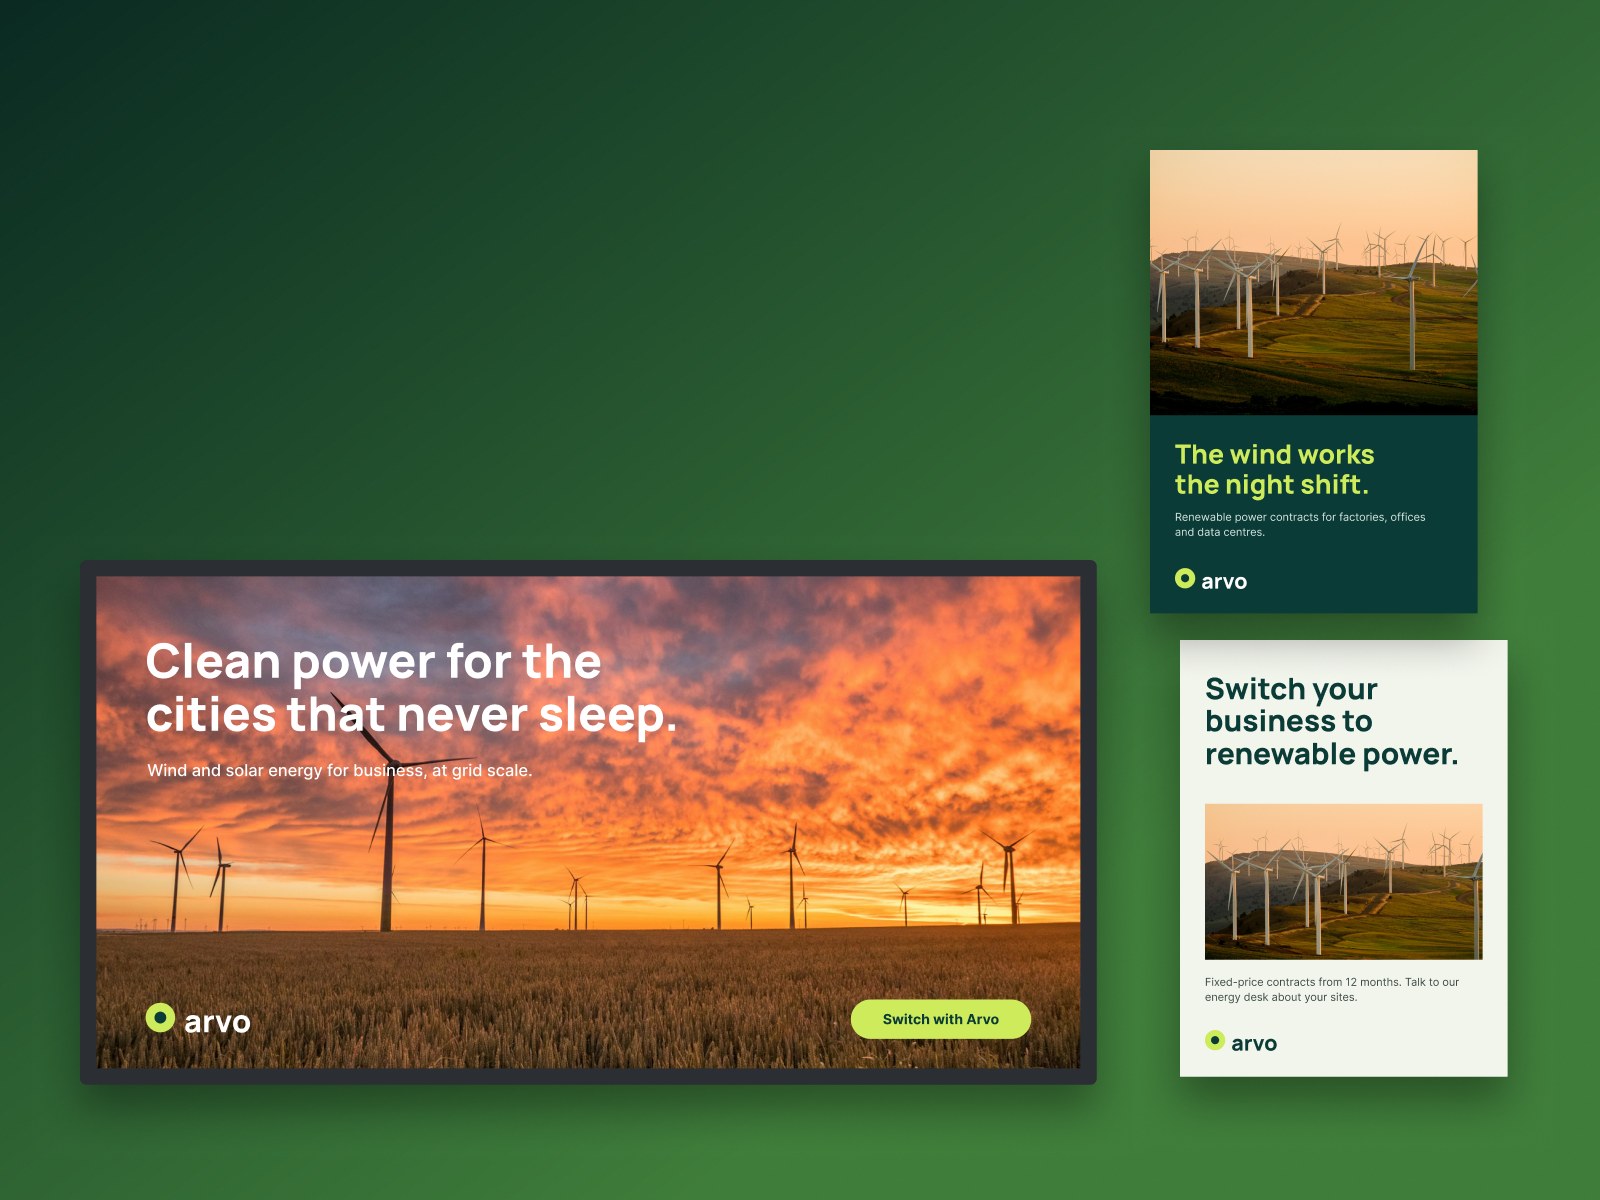 Clean power for the
cities that never sleep.
Wind and solar energy for business, at grid scale.
arvo
Switch with Arvo
The wind works
the night shift.
Renewable power contracts for factories, offices
and data centres.
arvo
Switch your
business to
renewable power.
Fixed-price contracts from 12 months. Talk to our
energy desk about your sites.
arvo